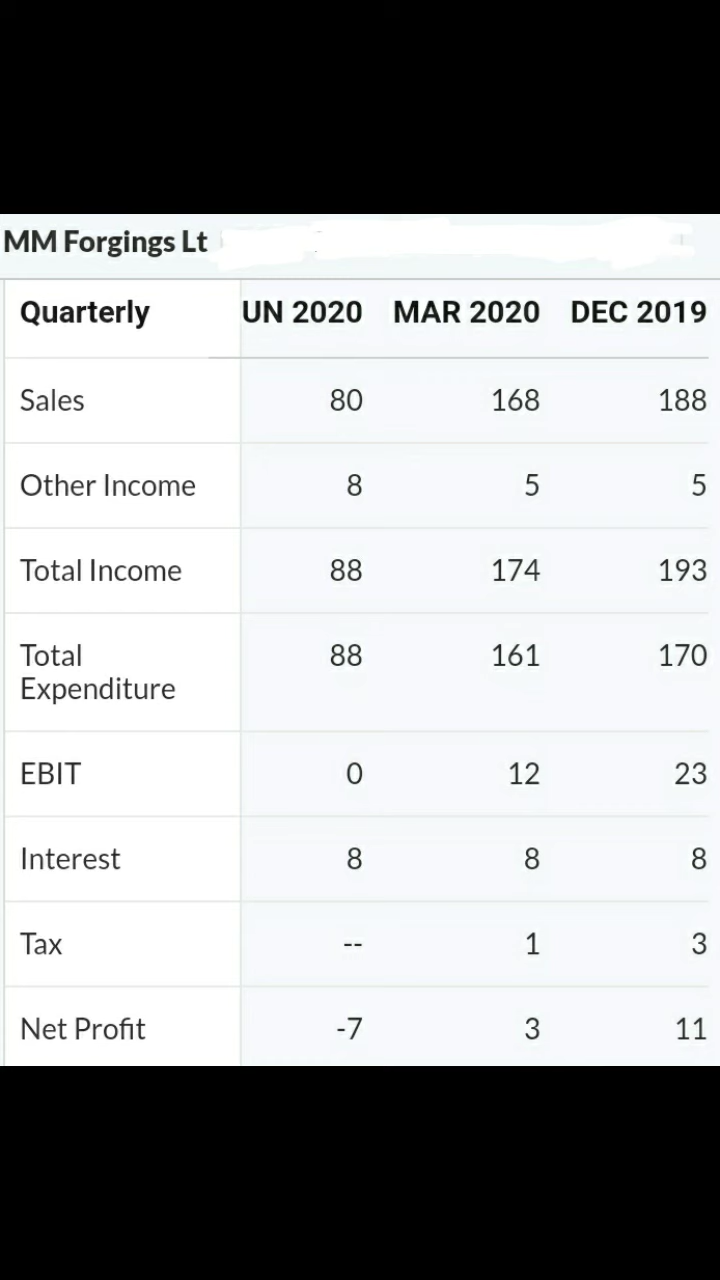 MM Forgings Lt
Quarterly UN 2020 MAR 2020 DEC 2019
Sales 80 168 188
Other Income 8 5 5
Total Income 88 174 193
Total 88 161 170
Expenditure
EBIT 0 12 23
Interest 8 8 8
Tax -- 1 3
Net Profit -7 3 11